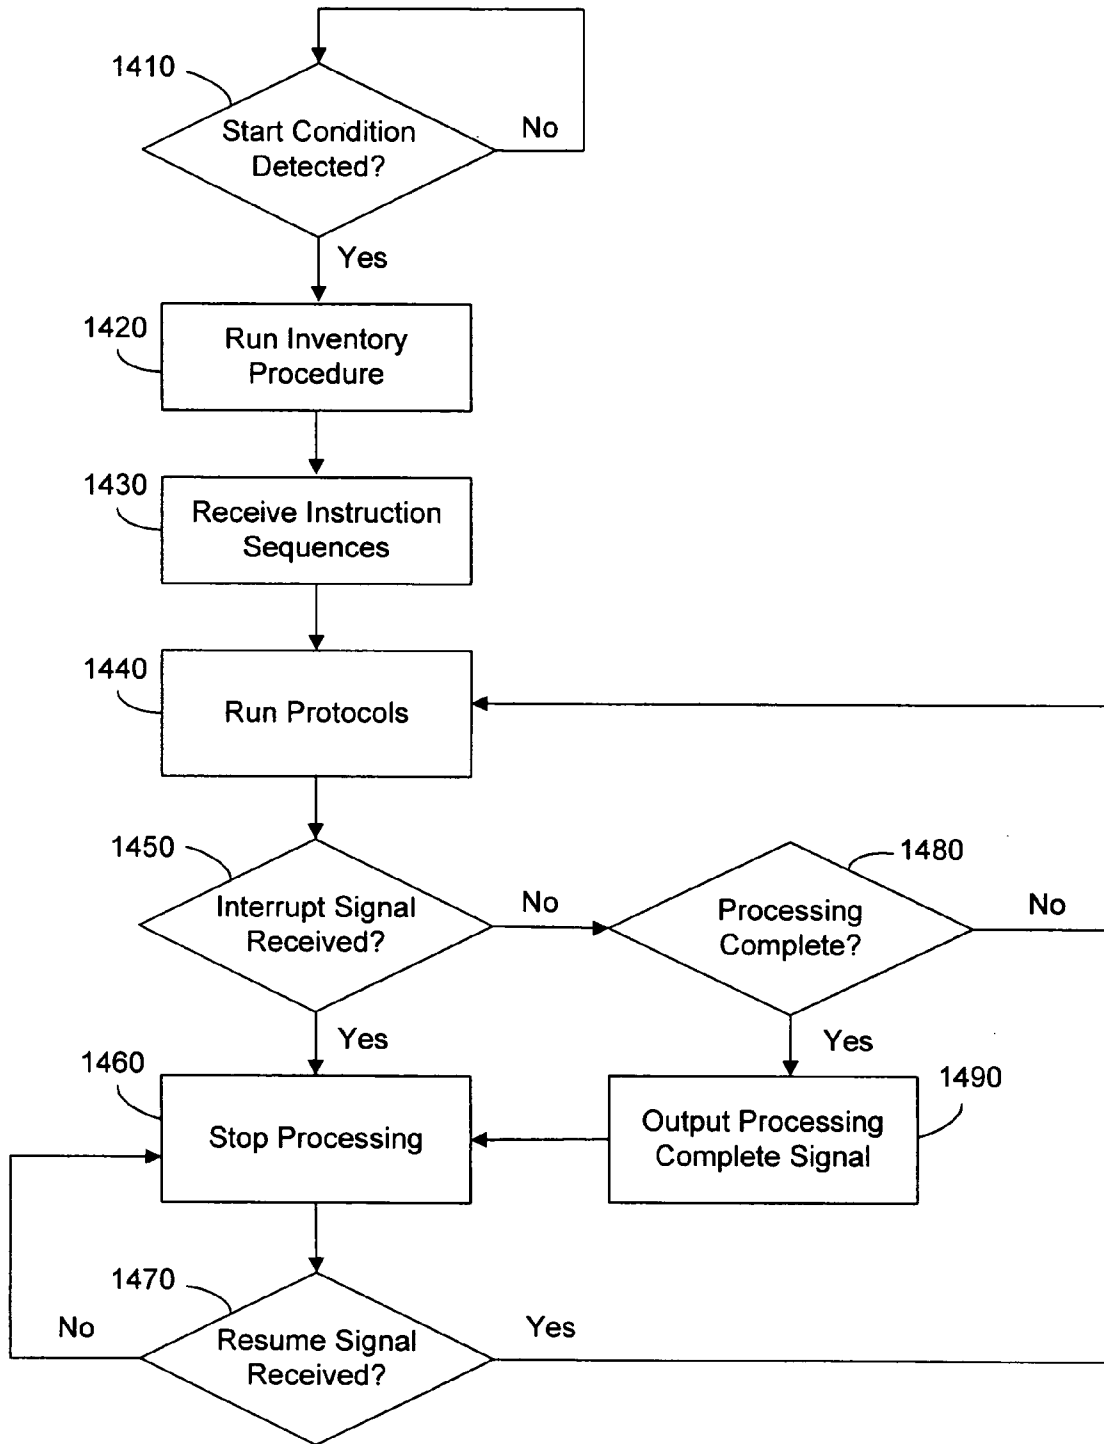 1410
Start Condition
Detected?
No
Yes
1420
Run Inventory
Procedure
1430
Receive Instruction
Sequences
1440
Run Protocols
1450
Interrupt Signal
Received?
No
1480
Processing
Complete?
No
Yes
Yes
1460
Stop Processing
1490
Output Processing
Complete Signal
1470
Resume Signal
Received?
No
Yes